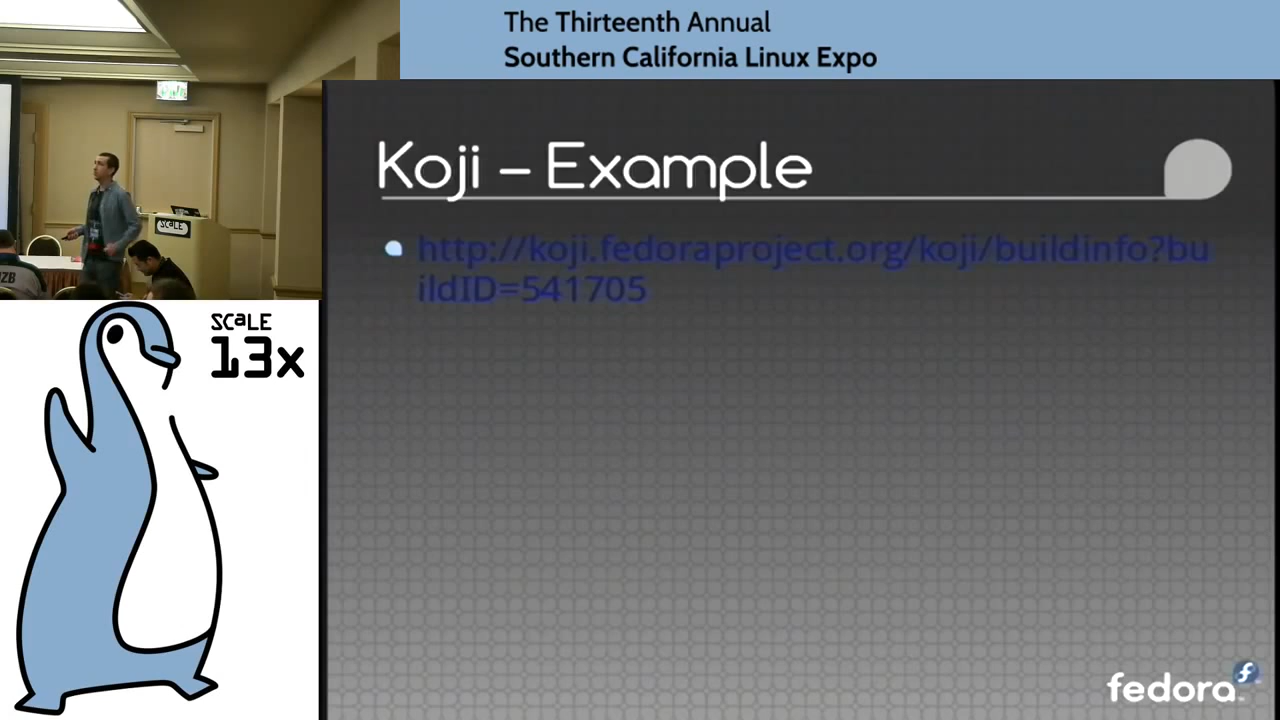 The Thirteenth Annual
Southern California Linux Expo
Koji – Example
http://koji.fedoraproject.org/koji/buildinfo?bu
ildID=541705
SCaLE
SCALE
13x
fedora